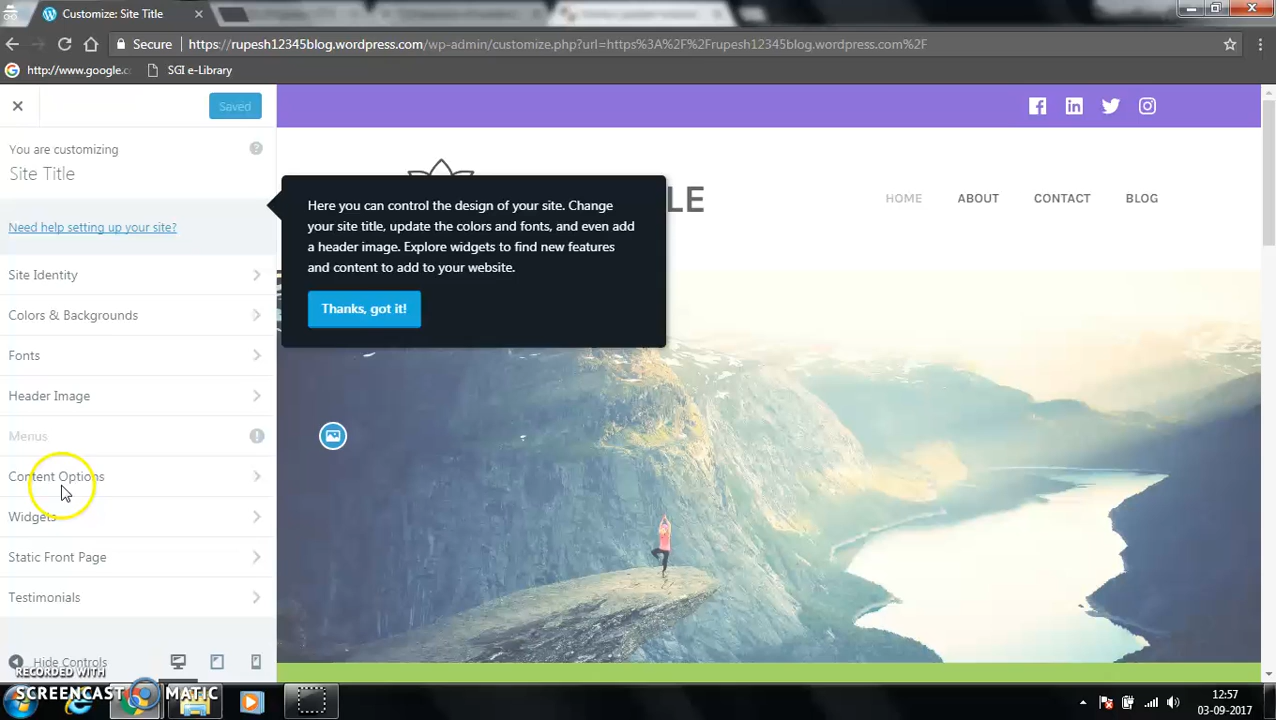 Customize: Site Title
Secure
https://rupesh12345blog.wordpress.com/wp-admin/customize.php?url=https%3A%2F%2Frupesh12345blog.wordpress.com%2F
http://www.google.c
SGI e-Library
Saved
You are customizing
Site Title
Need help setting up your site?
Site Identity
Colors & Backgrounds
Fonts
Header Image
Menus
Content Options
Widgets
Static Front Page
Testimonials
Hide Controls
Here you can control the design of your site. Change
your site title, update the colors and fonts, and even add
a header image. Explore widgets to find new features
and content to add to your website.
Thanks, got it!
LE
HOME
ABOUT
CONTACT
BLOG
RECORDED WITH
SCREENCAST MATIC
12:57
03-09-2017